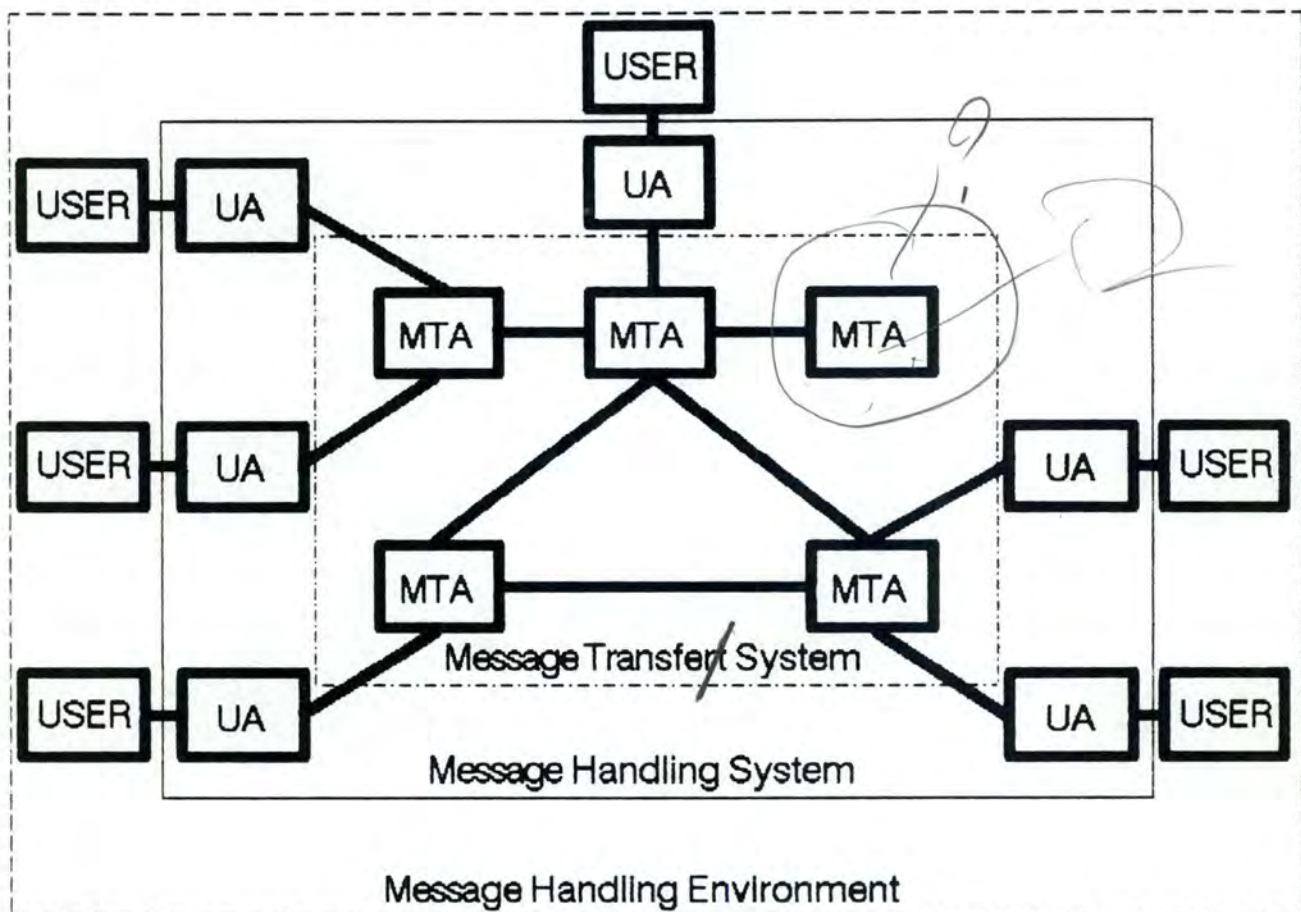 USER
USER UA UA
MTA MTA MTA
USER UA UA USER
MTA MTA
Message Transfert System
USER UA UA USER
Message Handling System
Message Handling Environment